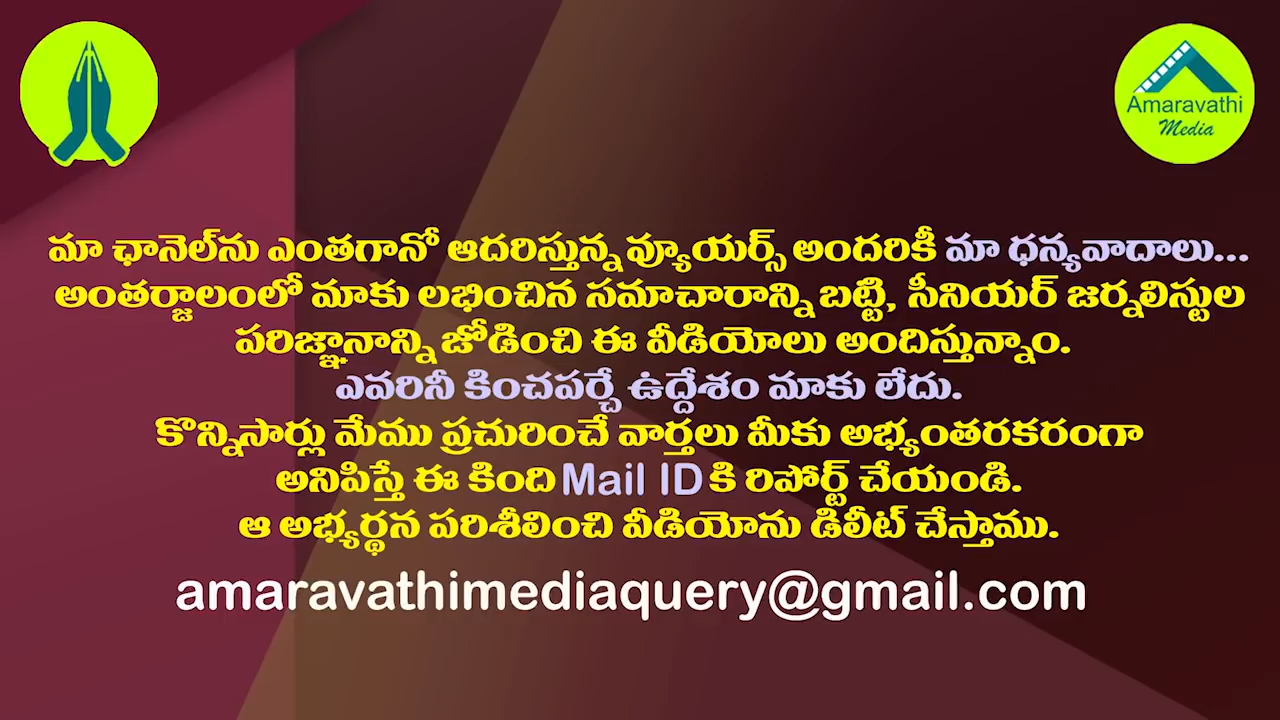 Amaravathi
Media
మా ఛానెల్‌ను ఎంతగానో ఆదరిస్తున్న వ్యూయర్స్ అందరికీ మా ధన్యవాదాలు...
అంతర్జాలంలో మాకు లభించిన సమాచారాన్ని బట్టి, సీనియర్ జర్నలిస్టుల
పరిజ్ఞానాన్ని జోడించి ఈ వీడియోలు అందిస్తున్నాం.
ఎవరినీ కించపర్చే ఉద్దేశం మాకు లేదు.
కొన్నిసార్లు మేము ప్రచురించే వార్తలు మీకు అభ్యంతరకరంగా
అనిపిస్తే ఈ కింది Mail ID కి రిపోర్ట్ చేయండి.
ఆ అభ్యర్థన పరిశీలించి వీడియోను డిలీట్ చేస్తాము.
amaravathimediaquery@gmail.com